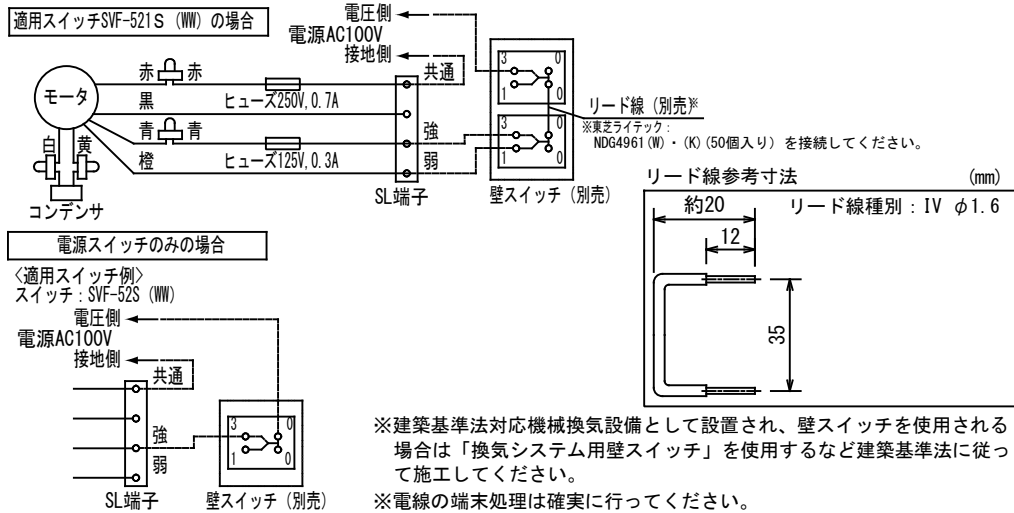 適用スイッチSVF-521S (WW) の場合
電圧側
電源AC100V
接地側
共通
赤
赤
モータ
黒
ヒューズ250V,0.7A
青
青
強
白
黄
橙
ヒューズ125V,0.3A
弱
コンデンサ
SL端子
3
0
1
0
3
0
1
0
壁スイッチ (別売)
リード線 (別売)※
※東芝ライテック:
NDG4961(W)・(K)(50個入り) を接続してください。
リード線参考寸法
(mm)
約20
リード線種別:IV φ1.6
12
35
電源スイッチのみの場合
〈適用スイッチ例〉
スイッチ:SVF-52S (WW)
電圧側
電源AC100V
接地側
共通
強
弱
3
0
1
0
SL端子
壁スイッチ (別売)
※建築基準法対応機械換気設備として設置され、壁スイッチを使用される
場合は「換気システム用壁スイッチ」を使用するなど建築基準法に従っ
て施工してください。
※電線の端末処理は確実に行ってください。